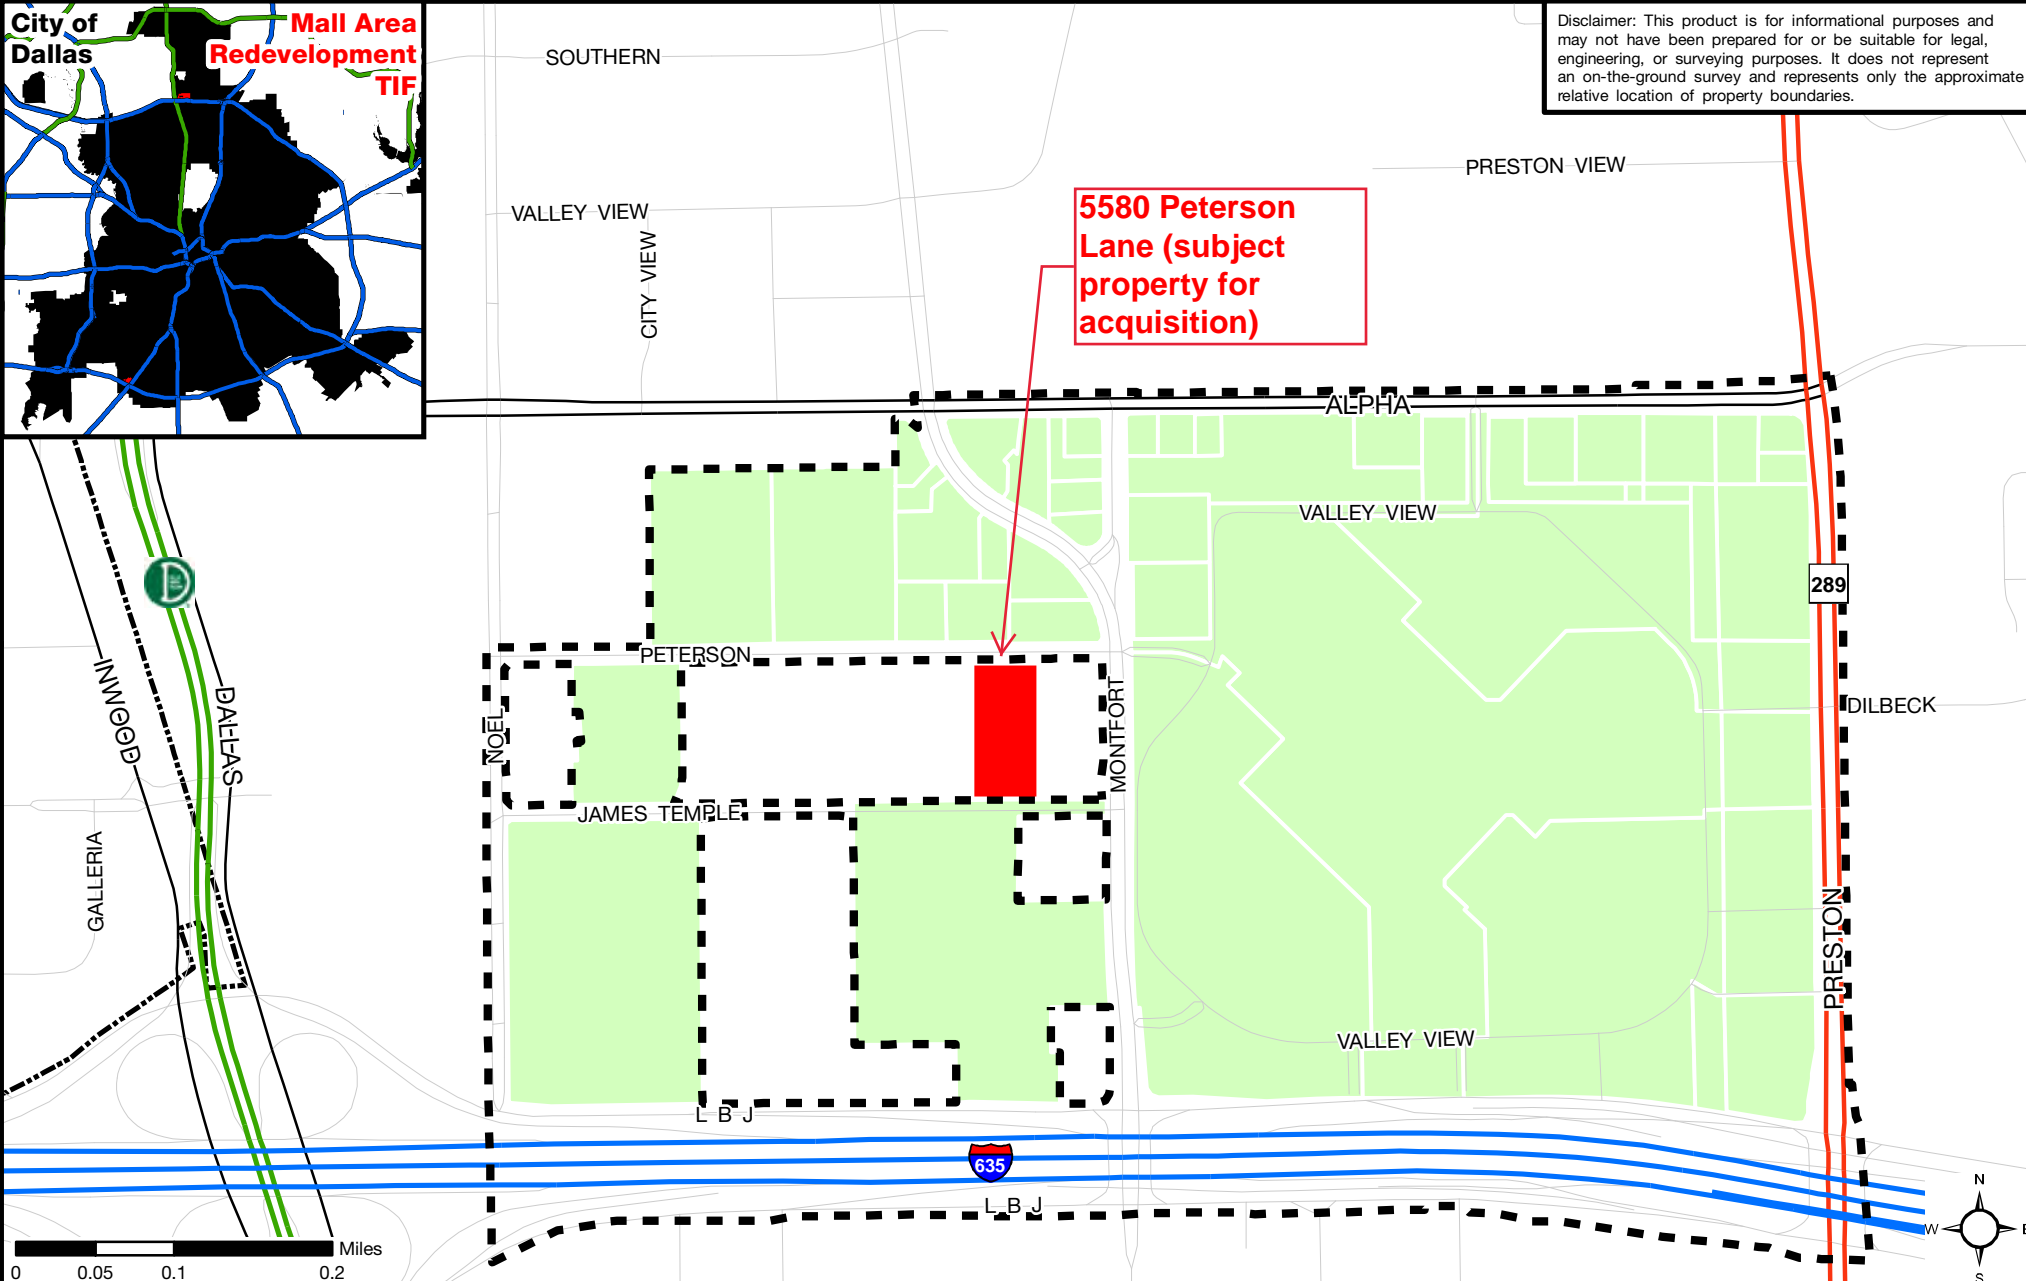 City of
Dallas
Mall Area
Redevelopment
TIF
Disclaimer: This product is for informational purposes and
may not have been prepared for or be suitable for legal,
engineering, or surveying purposes. It does not represent
an on-the-ground survey and represents only the approximate
relative location of property boundaries.
SOUTHERN
PRESTON VIEW
VALLEY VIEW
CITY VIEW
5580 Peterson
Lane (subject
property for
acquisition)
ALPHA
VALLEY VIEW
289
D
PETERSON
INWOOD
DALLAS
NOEL
MONTFORT
DILBECK
JAMES TEMPLE
GALLERIA
PRESTON
VALLEY VIEW
L B J
635
L B J
N
W
E
S
Miles
0
0.05
0.1
0.2